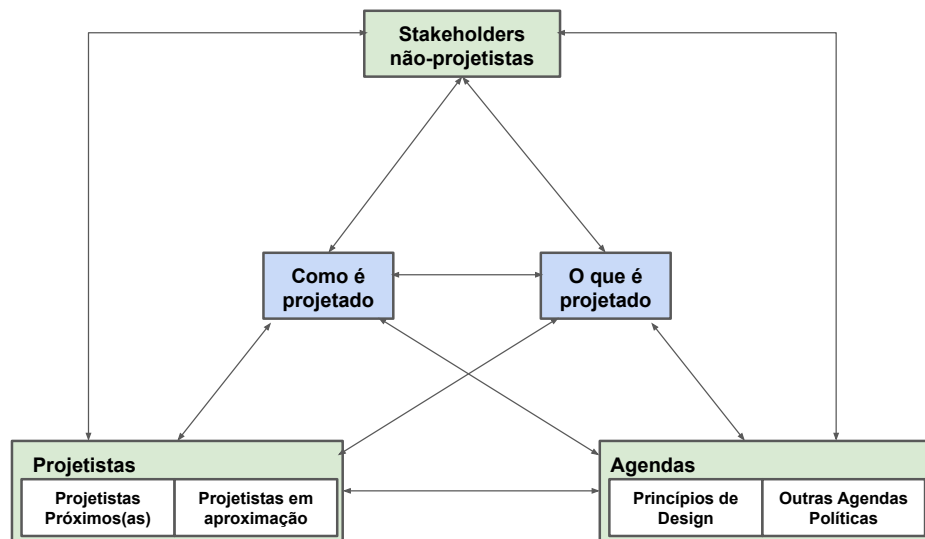 Stakeholders
não-projetistas
Como é
projetado
O que é
projetado
Projetistas
Projetistas
Próximos(as)
Projetistas em
aproximação
Agendas
Princípios de
Design
Outras Agendas
Políticas